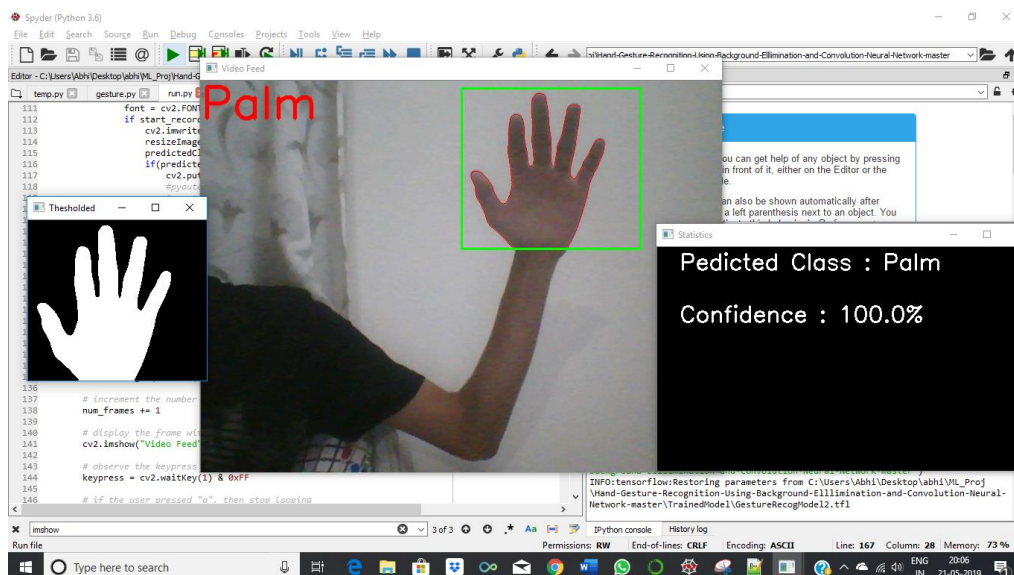 Spyder (Python 3.6)
File Edit Search Source Run Debug Consoles Projects Tools View Help
Editor - C:\Users\Abhi\Desktop\abhi\ML_Proj\Hand-G
temp.py gesture.py run.py
Video Feed
Palm
111 font = cv2.FONT
112 if start_record
113 cv2.imwrite
114 resizeImage
115 predictedCl
116 if(predicte
117 cv2.put
118 #pyauto
ou can get help of any object by pressing
in front of it, either on the Editor or the
le.
an also be shown automatically after
a left parenthesis next to an object. You
Thesholded
Statistics
Pedicted Class : Palm
Confidence : 100.0%
136
137 # increment the number
138 num_frames += 1
139
140 # display the frame wi
141 cv2.imshow("Video Feed"
142
143 # observe the keypress
144 keypress = cv2.waitKey(1) & 0xFF
145
146 # if the user pressed "q", then stop looping
INFO:tensorflow:Restoring parameters from C:\Users\Abhi\Desktop\abhi\ML_Proj
\Hand-Gesture-Recognition-Using-Background-Elllimination-and-Convolution-Neural-
Network-master\TrainedModel\GestureRecogModel2.tfl
imshow 3 of 3 Aa
IPython console History log
Run file Permissions: RW End-of-lines: CRLF Encoding: ASCII Line: 167 Column: 28 Memory: 73 %
Type here to search
ENG 20:06
IN 21-05-2019